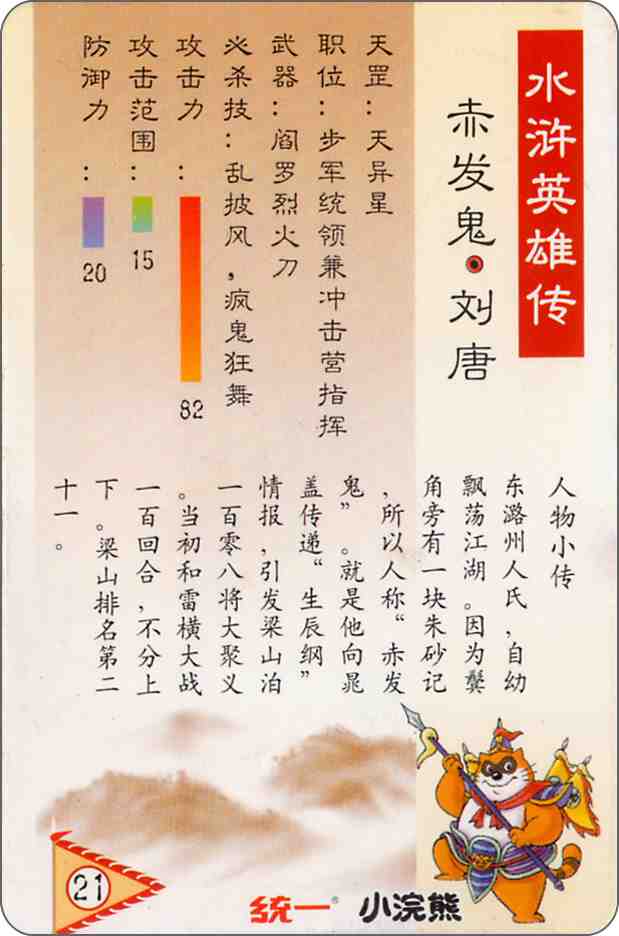 水浒英雄传
赤发鬼·刘唐
天罡：天异星
职位：步军统领兼冲击营指挥
武器：阎罗烈火刀
必杀技：乱披风，疯鬼狂舞
攻击力：82
攻击范围：15
防御力：20
人物小传
东潞州人氏，自幼
飘荡江湖。因为鬓
角旁有一块朱砂记
，所以人称“赤发
鬼”。就是他向晁
盖传递“生辰纲”
情报，引发梁山泊
一百零八将大聚义
。当初和雷横大战
一百回合，不分上
下。梁山排名第二
十一。
21
统一® 小浣熊